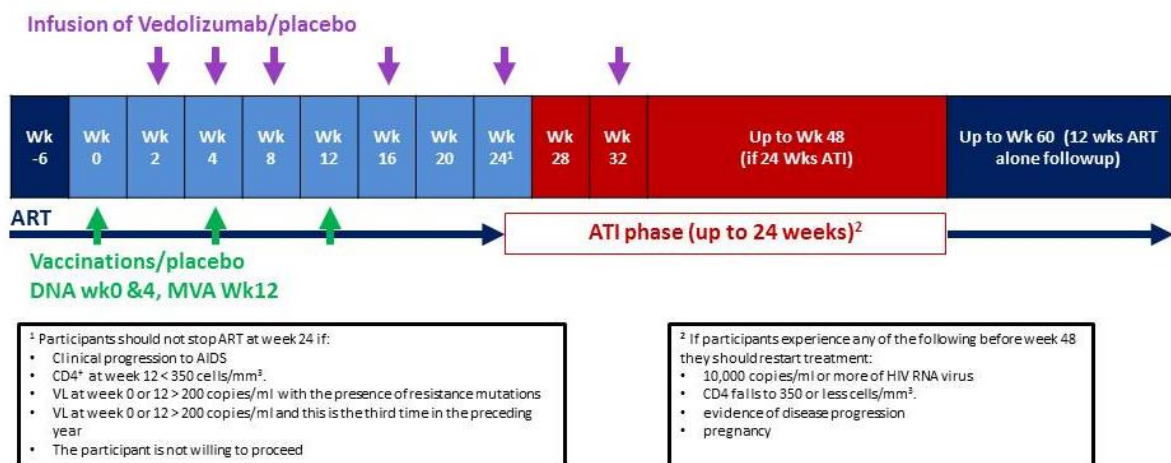 Infusion of Vedolizumab/placebo
Wk -6
Wk 0
Wk 2
Wk 4
Wk 8
Wk 12
Wk 16
Wk 20
Wk 24¹
Wk 28
Wk 32
Up to Wk 48
(if 24 Wks ATI)
Up to Wk 60 (12 wks ART
alone followup)
ART
ATI phase (up to 24 weeks)²
Vaccinations/placebo
DNA wk0 &4, MVA Wk12
¹ Participants should not stop ART at week 24 if:
• Clinical progression to AIDS
• CD4⁺ at week 12 < 350 cells/mm³.
• VL at week 0 or 12 > 200 copies/ml with the presence of resistance mutations
• VL at week 0 or 12 > 200 copies/ml and this is the third time in the preceding
year
• The participant is not willing to proceed
² If participants experience any of the following before week 48
they should restart treatment:
• 10,000 copies/ml or more of HIV RNA virus
• CD4 falls to 350 or less cells/mm³.
• evidence of disease progression
• pregnancy